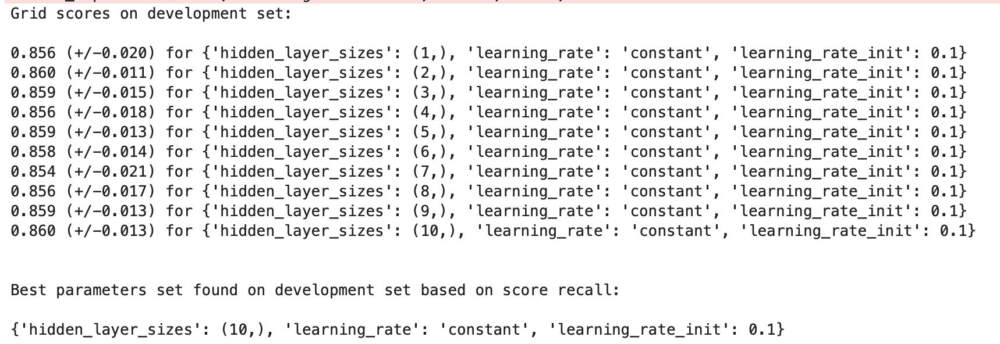 Grid scores on development set:
0.856 (+/-0.020) for {'hidden_layer_sizes': (1,), 'learning_rate': 'constant', 'learning_rate_init': 0.1}
0.860 (+/-0.011) for {'hidden_layer_sizes': (2,), 'learning_rate': 'constant', 'learning_rate_init': 0.1}
0.859 (+/-0.015) for {'hidden_layer_sizes': (3,), 'learning_rate': 'constant', 'learning_rate_init': 0.1}
0.856 (+/-0.018) for {'hidden_layer_sizes': (4,), 'learning_rate': 'constant', 'learning_rate_init': 0.1}
0.859 (+/-0.013) for {'hidden_layer_sizes': (5,), 'learning_rate': 'constant', 'learning_rate_init': 0.1}
0.858 (+/-0.014) for {'hidden_layer_sizes': (6,), 'learning_rate': 'constant', 'learning_rate_init': 0.1}
0.854 (+/-0.021) for {'hidden_layer_sizes': (7,), 'learning_rate': 'constant', 'learning_rate_init': 0.1}
0.856 (+/-0.017) for {'hidden_layer_sizes': (8,), 'learning_rate': 'constant', 'learning_rate_init': 0.1}
0.859 (+/-0.013) for {'hidden_layer_sizes': (9,), 'learning_rate': 'constant', 'learning_rate_init': 0.1}
0.860 (+/-0.013) for {'hidden_layer_sizes': (10,), 'learning_rate': 'constant', 'learning_rate_init': 0.1}
Best parameters set found on development set based on score recall:
{'hidden_layer_sizes': (10,), 'learning_rate': 'constant', 'learning_rate_init': 0.1}